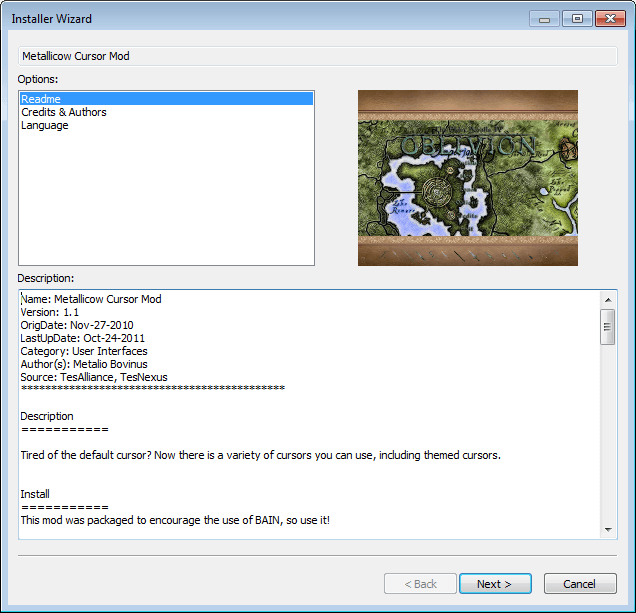 Installer Wizard
Metallicow Cursor Mod
Options:
Readme
Credits & Authors
Language
OBLIVION
Description:
Name: Metallicow Cursor Mod
Version: 1.1
OrigDate: Nov-27-2010
LastUpDate: Oct-24-2011
Category: User Interfaces
Author(s): Metalio Bovinus
Source: TesAlliance, TesNexus
********************************************
Description
===========
Tired of the default cursor? Now there is a variety of cursors you can use, including themed cursors.
Install
===========
This mod was packaged to encourage the use of BAIN, so use it!
< Back
Next >
Cancel